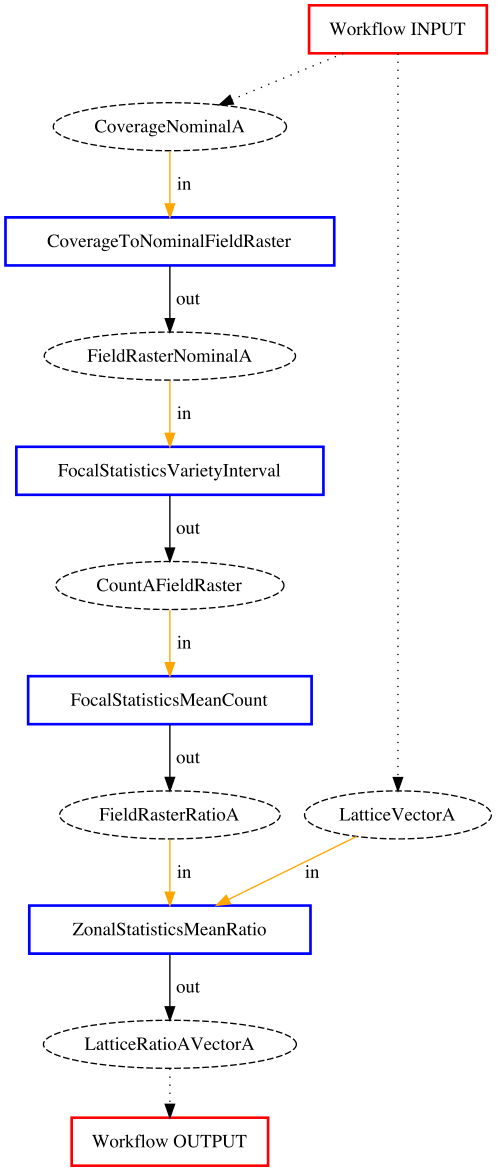 Workflow INPUT
CoverageNominalA
in
CoverageToNominalFieldRaster
out
FieldRasterNominalA
in
FocalStatisticsVarietyInterval
out
CountAFieldRaster
in
FocalStatisticsMeanCount
out
FieldRasterRatioA
LatticeVectorA
in
in
ZonalStatisticsMeanRatio
out
LatticeRatioAVectorA
Workflow OUTPUT